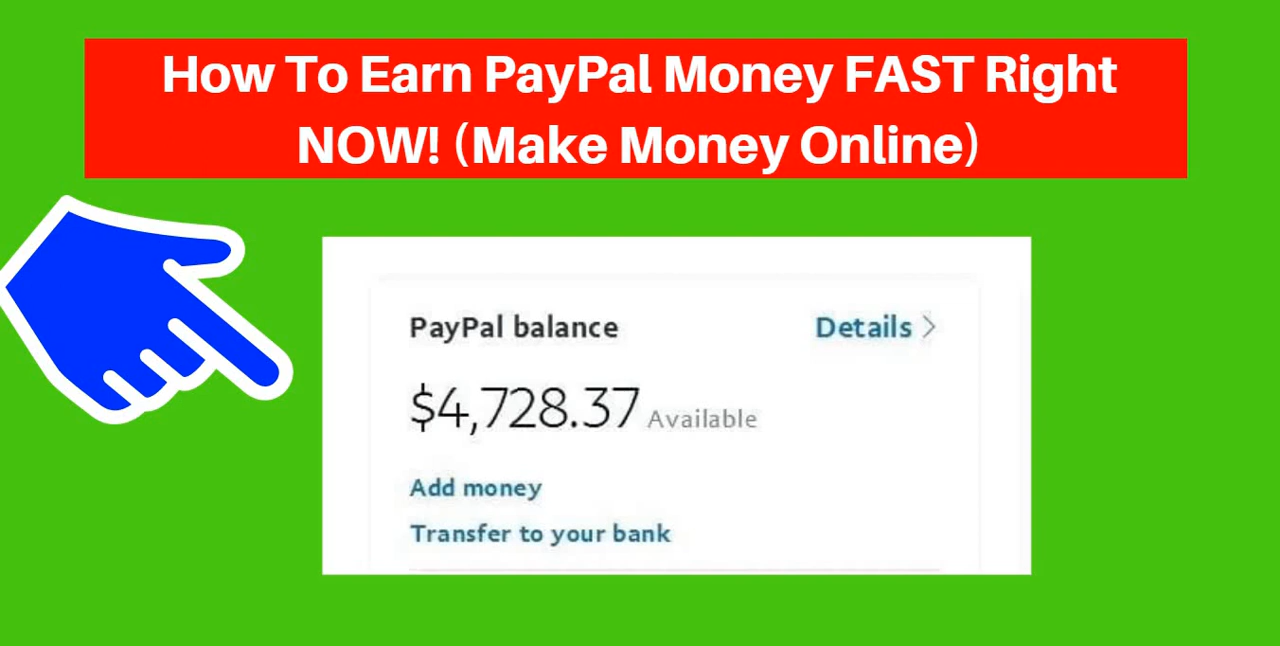 How To Earn PayPal Money FAST Right
NOW! (Make Money Online)
PayPal balance Details >
$4,728.37 Available
Add money
Transfer to your bank